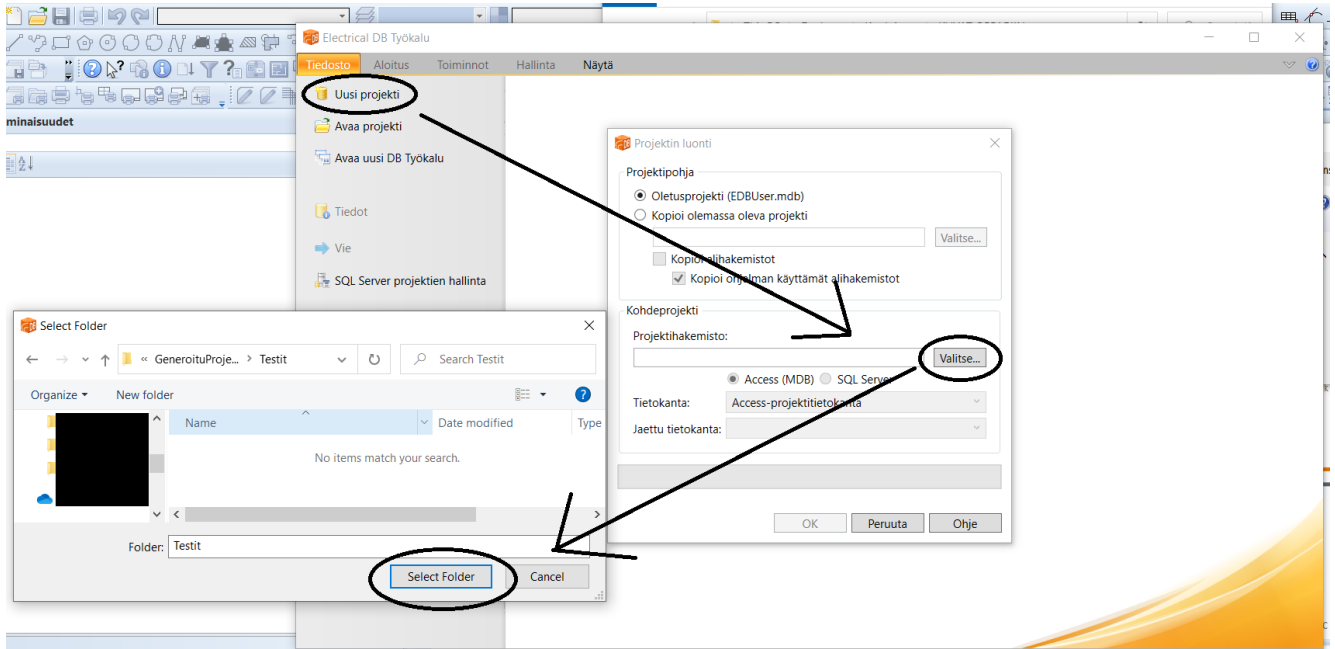 Electrical DB Työkalu
Tiedosto Aloitus Toiminnot Hallinta Näytä
Uusi projekti
Avaa projekti
Avaa uusi DB Työkalu
Tiedot
Vie
SQL Server projektien hallinta
minaisuudet
Projektin luonti
Projektipohja
Oletusprojekti (EDBUser.mdb)
Kopioi olemassa oleva projekti
Valitse...
Kopioi alihakemistot
Kopioi ohjelman käyttämät alihakemistot
Kohdeprojekti
Projektihakemisto:
Valitse...
Access (MDB) SQL Server
Tietokanta: Access-projektitietokanta
Jaettu tietokanta:
OK Peruuta Ohje
Select Folder
« GeneroituProje... > Testit
Search Testit
Organize New folder
Name Date modified Type
No items match your search.
Folder: Testit
Select Folder Cancel